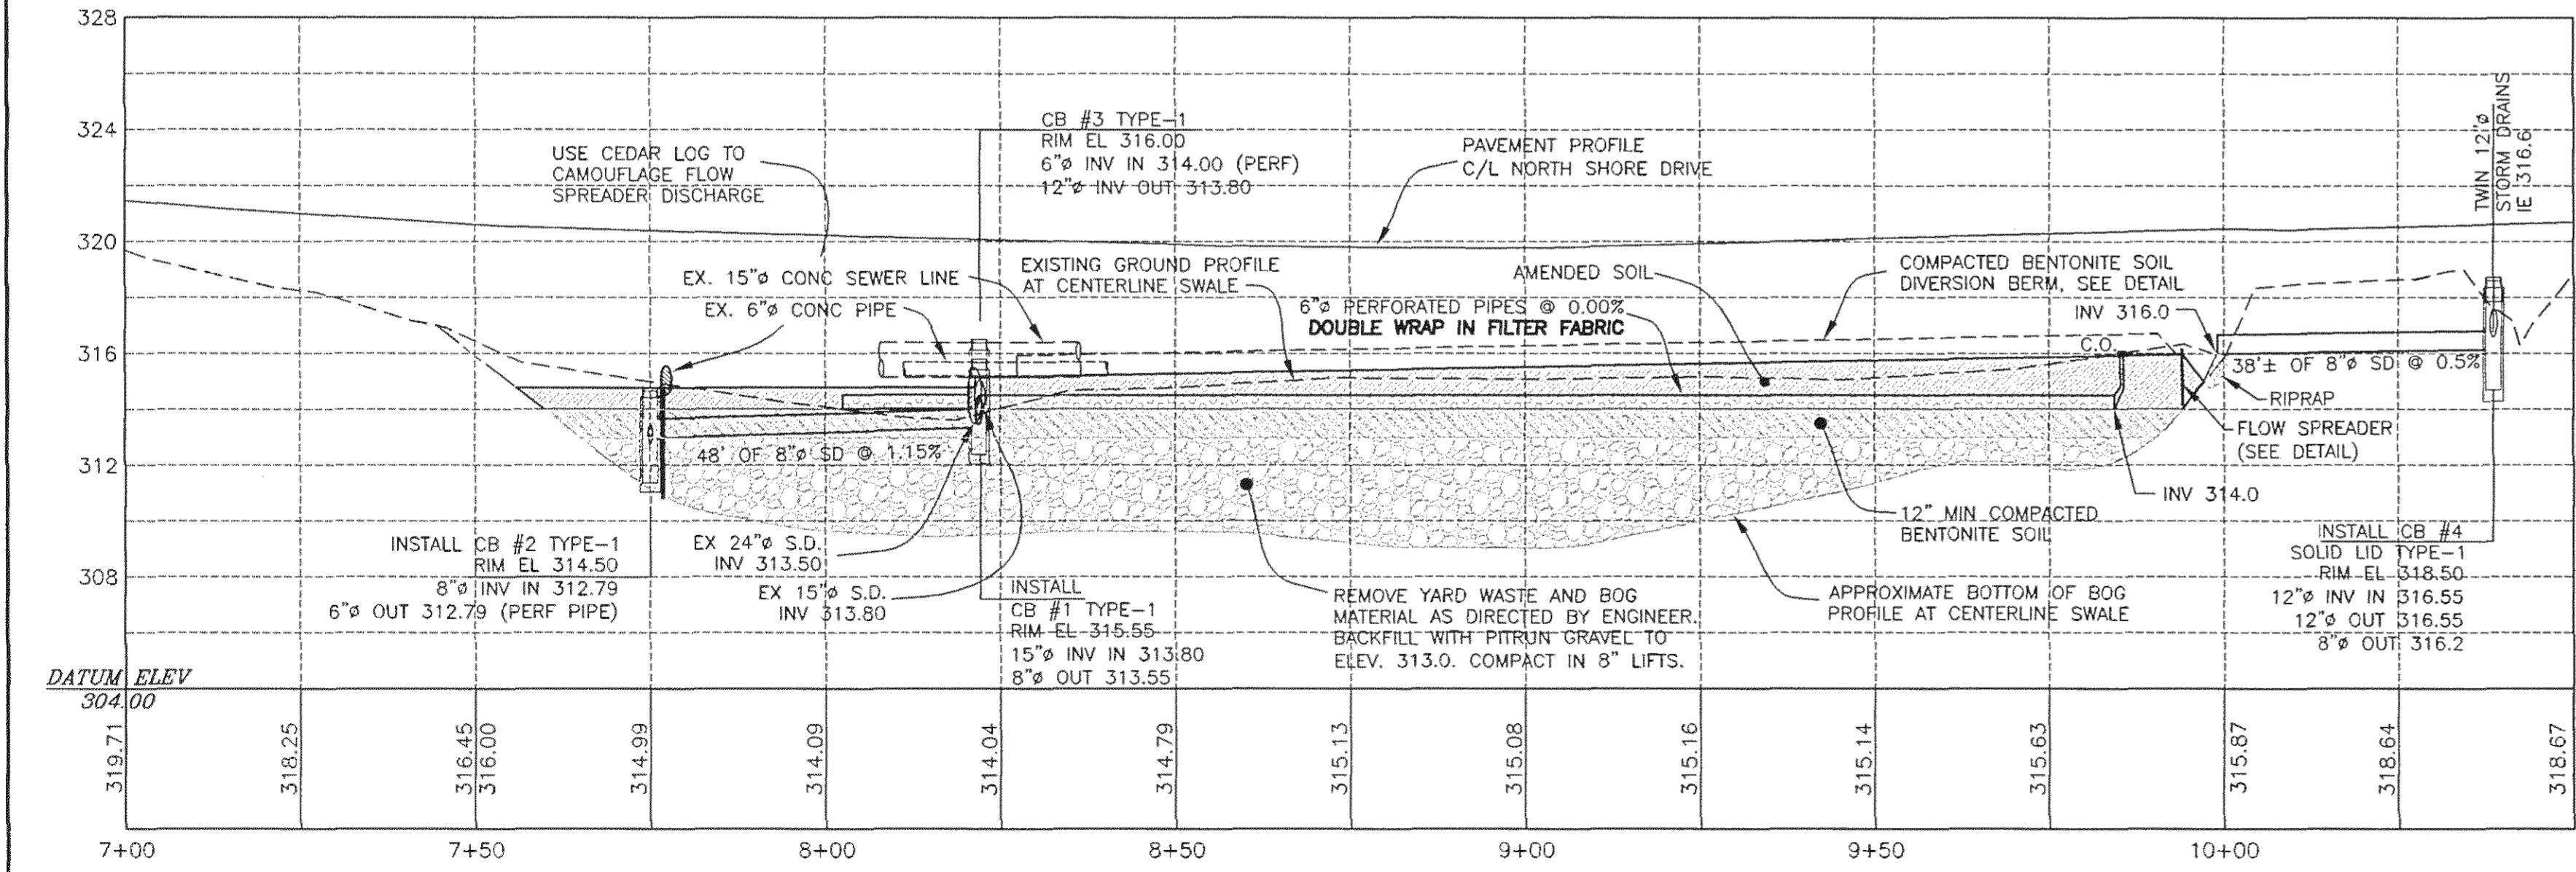 328
324
320
316
312
308
DATUM ELEV
304.00
USE CEDAR LOG TO
CAMOUFLAGE FLOW
SPREADER DISCHARGE
CB #3 TYPE-1
RIM EL 316.00
6"ø INV IN 314.00 (PERF)
12"ø INV OUT 313.80
PAVEMENT PROFILE
C/L NORTH SHORE DRIVE
TWIN 12"ø
STORM DRAINS
IE 316.6
EX. 15"ø CONC SEWER LINE
EX. 6"ø CONC PIPE
EXISTING GROUND PROFILE
AT CENTERLINE SWALE
AMENDED SOIL
6"ø PERFORATED PIPES @ 0.00%
DOUBLE WRAP IN FILTER FABRIC
COMPACTED BENTONITE SOIL
DIVERSION BERM, SEE DETAIL
INV 316.0
C.O.
38'± OF 8"ø SD @ 0.5%
RIPRAP
FLOW SPREADER
(SEE DETAIL)
INV 314.0
48' OF 8"ø SD @ 1.15%
12" MIN COMPACTED
BENTONITE SOIL
INSTALL CB #2 TYPE-1
RIM EL 314.50
8"ø INV IN 312.79
6"ø OUT 312.79 (PERF PIPE)
EX 24"ø S.D.
INV 313.50
EX 15"ø S.D.
INV 313.80
INSTALL
CB #1 TYPE-1
RIM EL 315.55
15"ø INV IN 313.80
8"ø OUT 313.55
REMOVE YARD WASTE AND BOG
MATERIAL AS DIRECTED BY ENGINEER.
BACKFILL WITH PITRUN GRAVEL TO
ELEV. 313.0. COMPACT IN 8" LIFTS.
APPROXIMATE BOTTOM OF BOG
PROFILE AT CENTERLINE SWALE
INSTALL CB #4
SOLID LID TYPE-1
RIM EL 318.50
12"ø INV IN 316.55
12"ø OUT 316.55
8"ø OUT 316.2
319.71
318.25
316.45
316.00
314.99
314.09
314.04
314.79
315.13
315.08
315.16
315.14
315.63
315.87
318.64
318.67
7+00
7+50
8+00
8+50
9+00
9+50
10+00